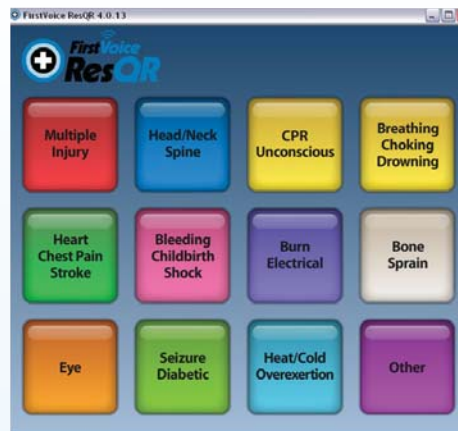 FirstVoice ResQR 4.0.13
FirstVoice
ResQR
Multiple
Injury
Head/Neck
Spine
CPR
Unconscious
Breathing
Choking
Drowning
Heart
Chest Pain
Stroke
Bleeding
Childbirth
Shock
Burn
Electrical
Bone
Sprain
Eye
Seizure
Diabetic
Heat/Cold
Overexertion
Other